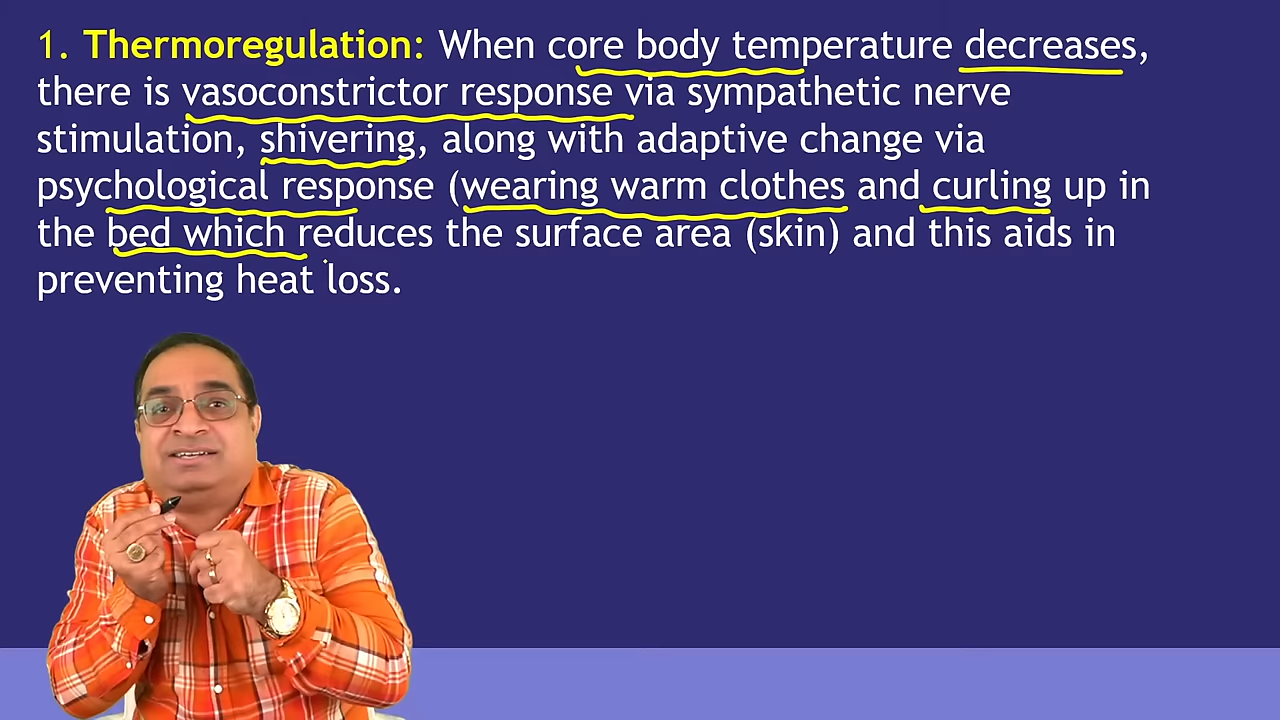 1. Thermoregulation: When core body temperature decreases,
there is vasoconstrictor response via sympathetic nerve
stimulation, shivering, along with adaptive change via
psychological response (wearing warm clothes and curling up in
the bed which reduces the surface area (skin) and this aids in
preventing heat loss.